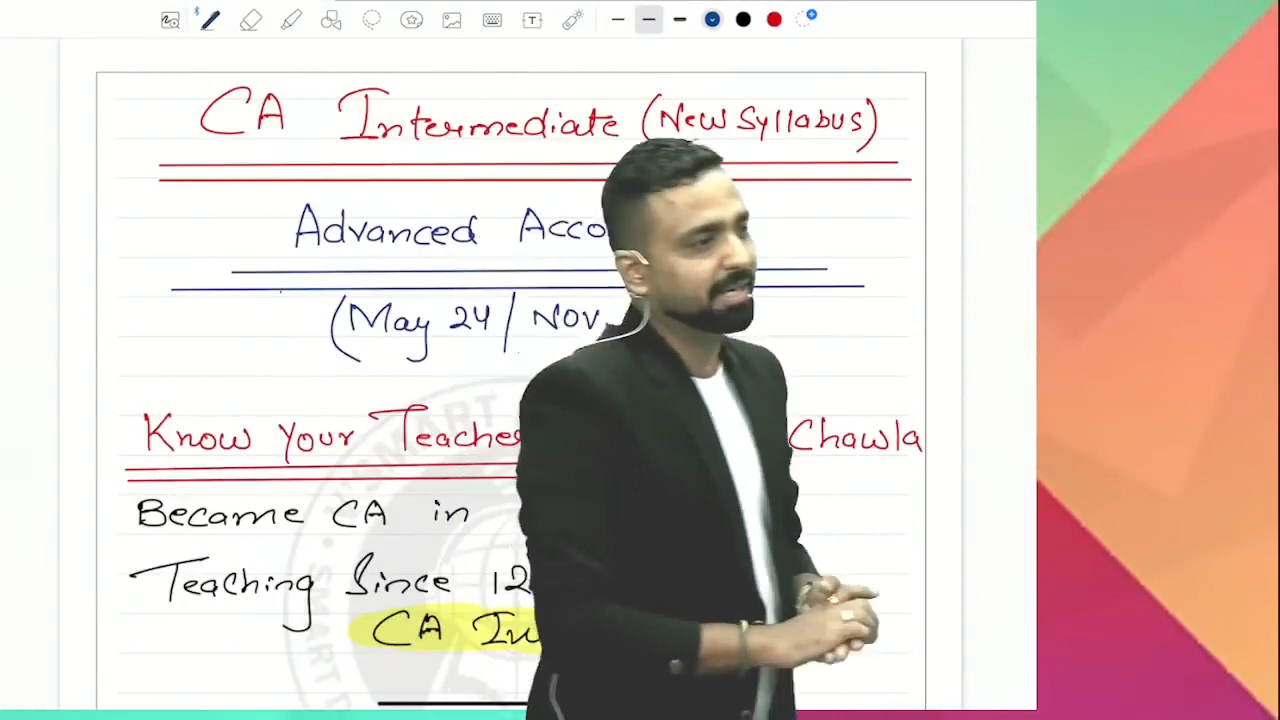 CA Intermediate (New Syllabus)
Advanced Acco
(May 24 / Nov.
Know your Teacher Chawla
Became CA in
Teaching Since 12
CA In